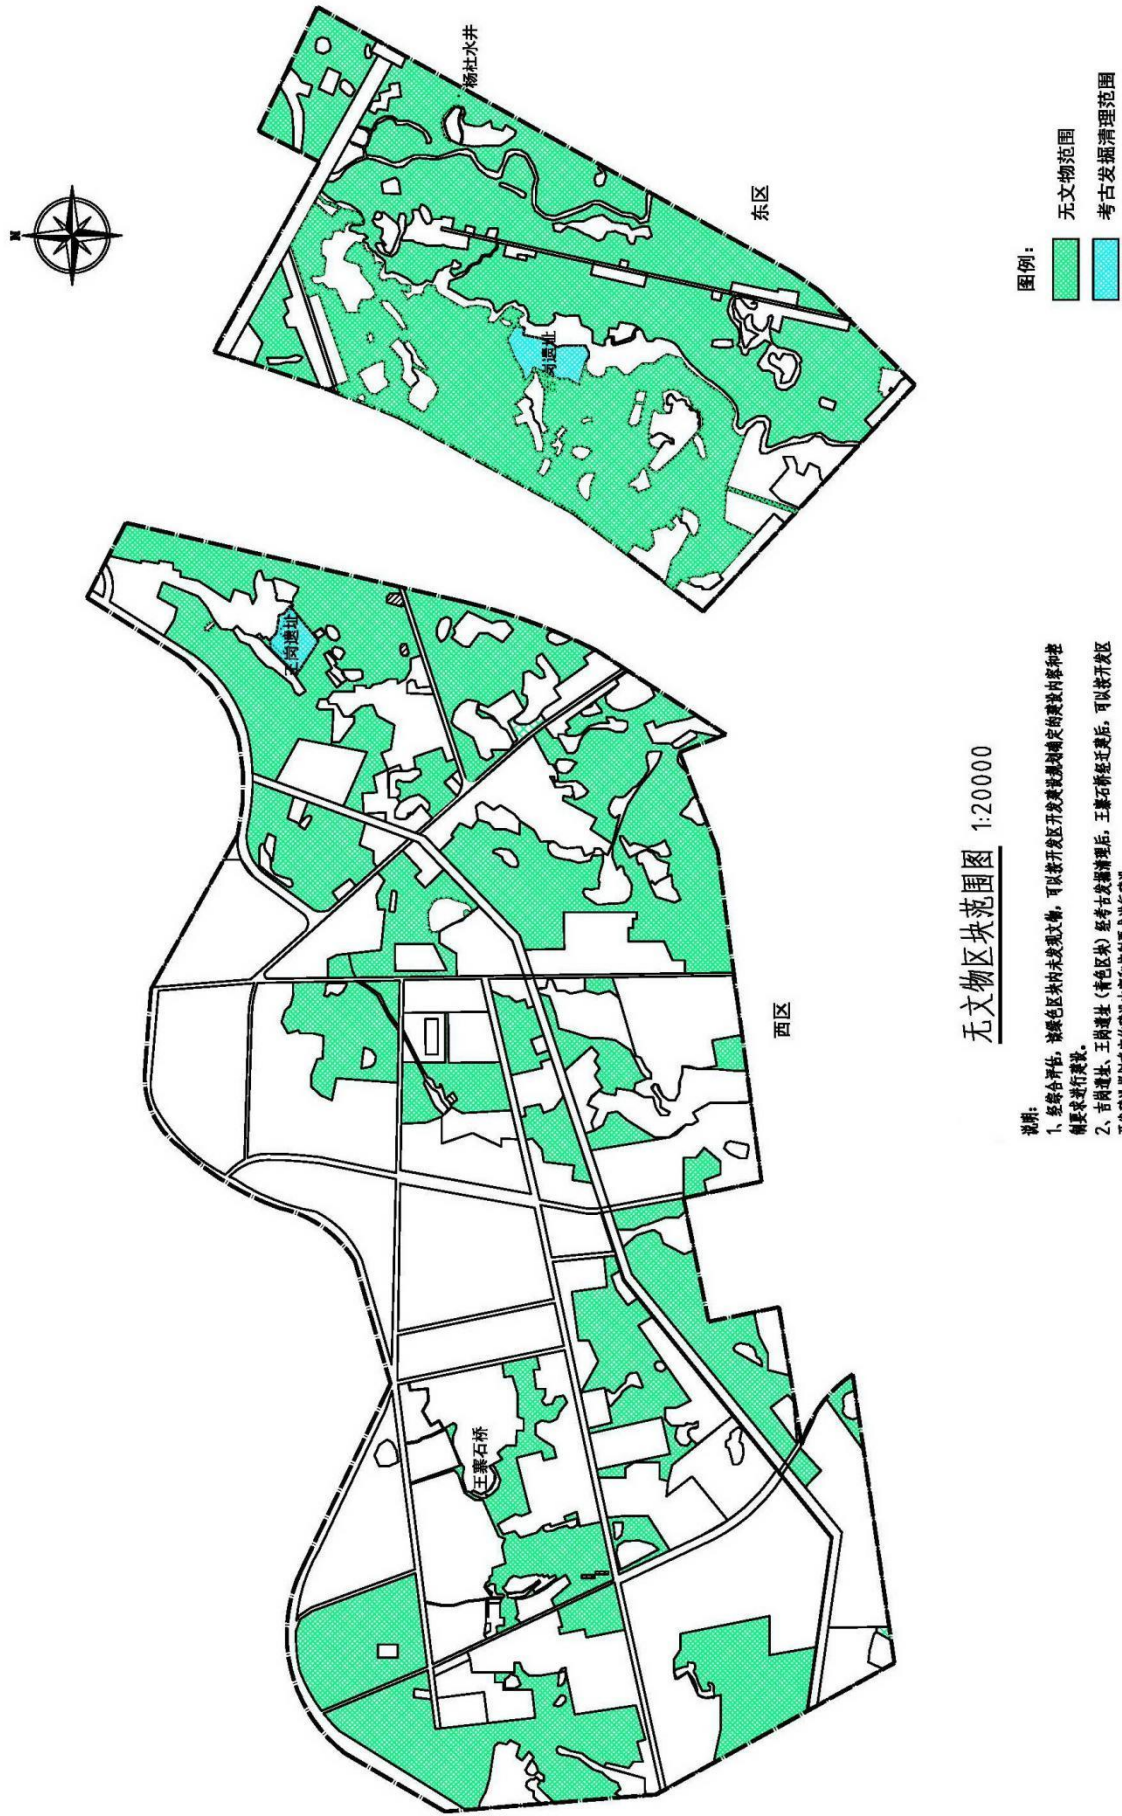 N
杨杜水井
东区
岗遗址
王岗遗址
王寨石桥
西区
图例：
无文物范围
考古发掘清理范围
无文物区块范围图 1:20000
说明：
1、经综合评估，该绿色区块内未发现文物，可以按开发区开发建设规划确定的建设内容和控
制要求进行建设。
2、古岗遗址、王岗遗址（青色区块）经考古发掘清理后，王寨石桥经迁建后，可以按开发区